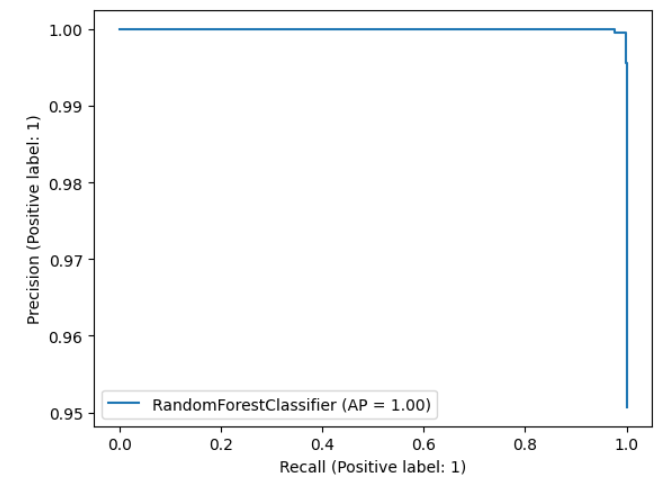 1.00
0.99
0.98
0.97
0.96
0.95
Precision (Positive label: 1)
RandomForestClassifier (AP = 1.00)
0.0 0.2 0.4 0.6 0.8 1.0
Recall (Positive label: 1)